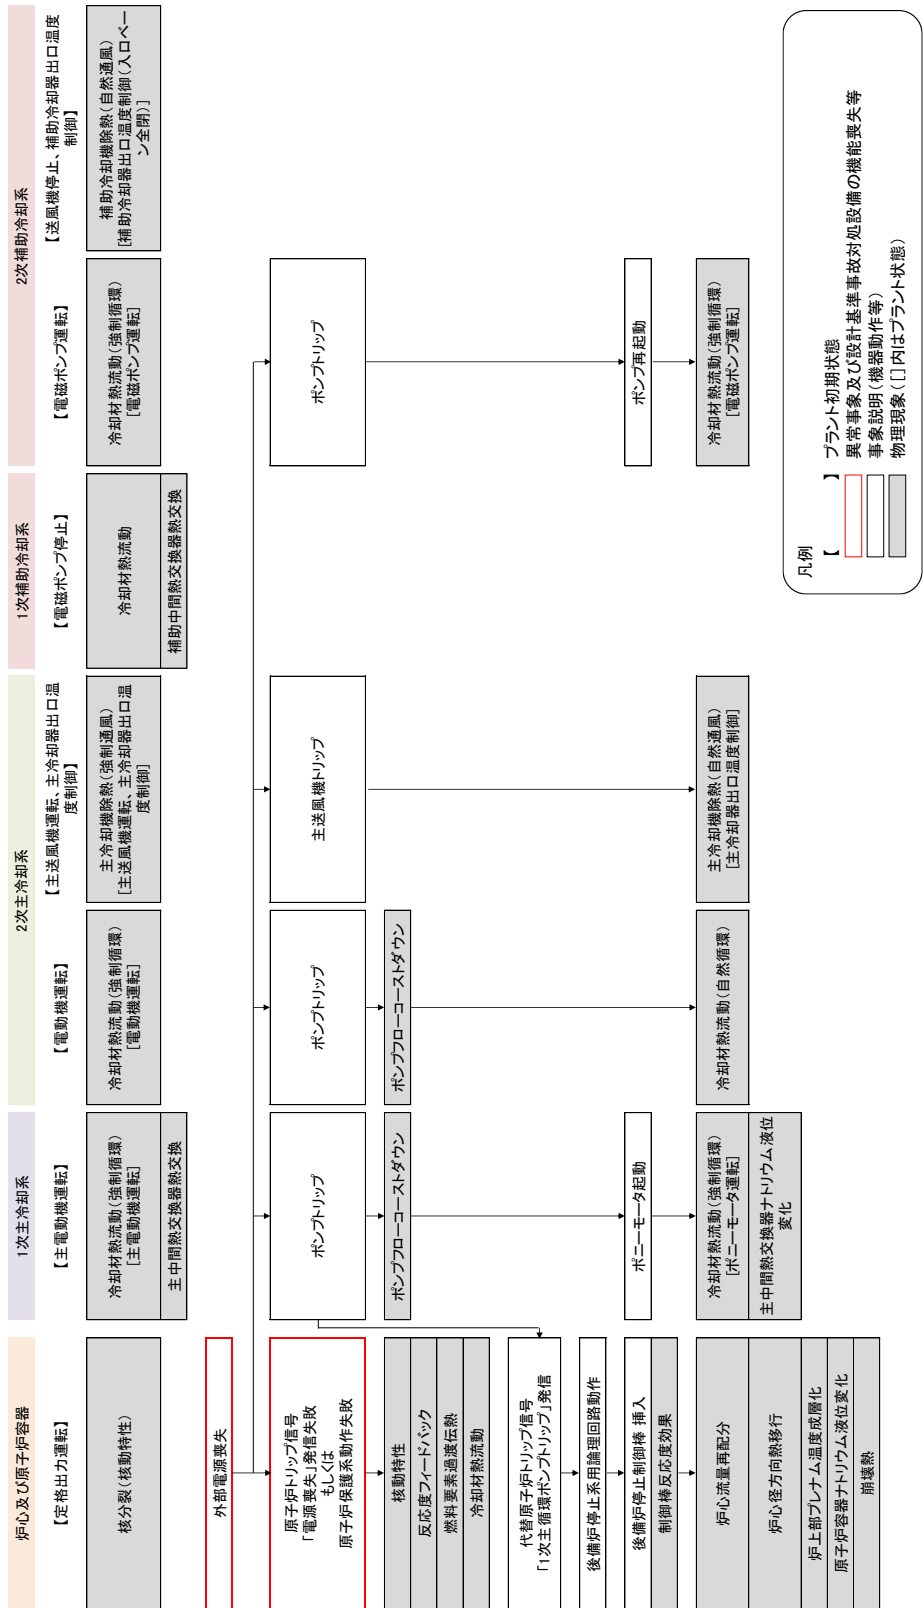 炉心及び原子炉容器
【定格出力運転】
核分裂(核動特性)
外部電源喪失
原子炉トリップ信号
「電源喪失」発信失敗
もしくは
原子炉保護系動作失敗
核動特性
反応度フィードバック
燃料要素過渡伝熱
冷却材熱流動
代替原子炉トリップ信号
「1次主循環ポンプトリップ」発信
後備炉停止系用論理回路動作
後備炉停止制御棒 挿入
制御棒反応度効果
炉心流量再配分
炉心径方向熱移行
炉上部プレナム温度成層化
原子炉容器ナトリウム液位変化
崩壊熱
1次主冷却系
【主電動機運転】
冷却材熱流動(強制循環)
[主電動機運転]
主中間熱交換器熱交換
ポンプトリップ
ポンプフローコーストダウン
ポニーモータ起動
冷却材熱流動(強制循環)
[ポニーモータ運転]
主中間熱交換器ナトリウム液位
変化
2次主冷却系
【電動機運転】
冷却材熱流動(強制循環)
[電動機運転]
ポンプトリップ
ポンプフローコーストダウン
冷却材熱流動(自然循環)
【主送風機運転、主冷却器出口温
度制御】
主冷却機除熱(強制通風)
[主送風機運転、主冷却器出口温
度制御]
主送風機トリップ
主冷却機除熱(自然通風)
[主冷却器出口温度制御]
1次補助冷却系
【電磁ポンプ停止】
冷却材熱流動
補助中間熱交換器熱交換
2次補助冷却系
【電磁ポンプ運転】
冷却材熱流動(強制循環)
[電磁ポンプ運転]
ポンプトリップ
ポンプ再起動
冷却材熱流動(強制循環)
[電磁ポンプ運転]
【送風機停止、補助冷却器出口温度
制御】
補助冷却機除熱(自然通風)
[補助冷却器出口温度制御(入口ベー
ン全閉)]
凡例
【 】 プラント初期状態
異常事象及び設計基準事故対処設備の機能喪失等
事象説明(機器動作等)
物理現象([]内はプラント状態)